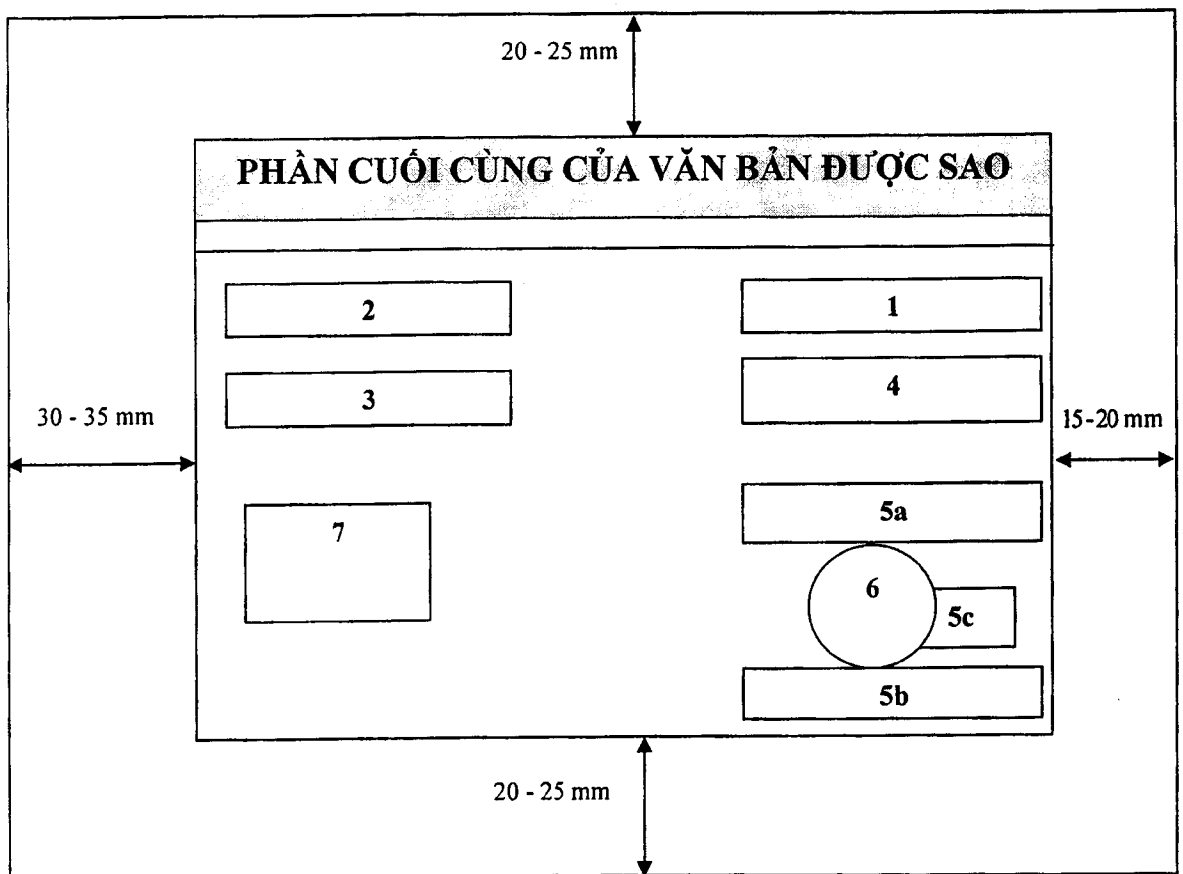 20 - 25 mm
PHẦN CUỐI CÙNG CỦA VĂN BẢN ĐƯỢC SAO
2
1
3
4
30 - 35 mm
15-20 mm
7
5a
6
5c
5b
20 - 25 mm